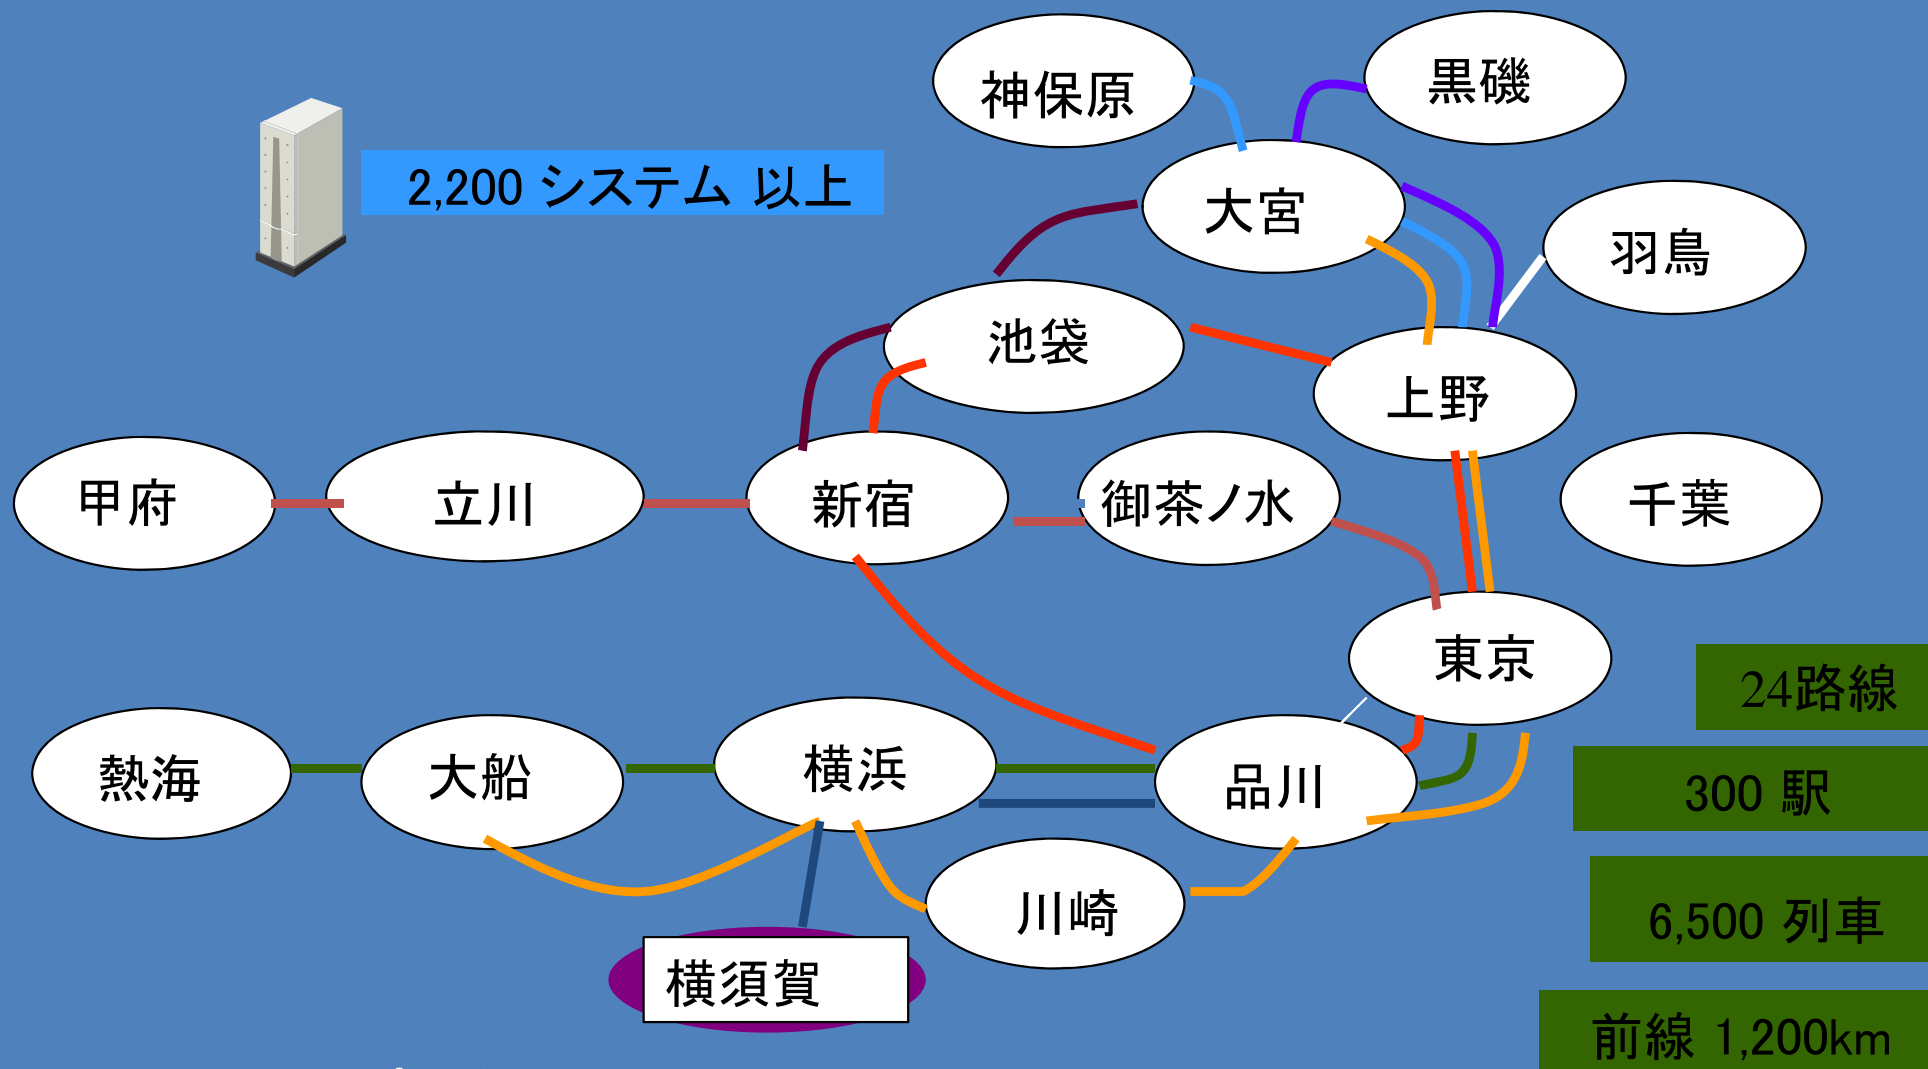 神保原
黒磯
2,200 システム 以上
大宮
羽鳥
池袋
上野
甲府
立川
新宿
御茶ノ水
千葉
東京
24路線
熱海
大船
横浜
品川
300 駅
川崎
6,500 列車
横須賀
前線 1,200km